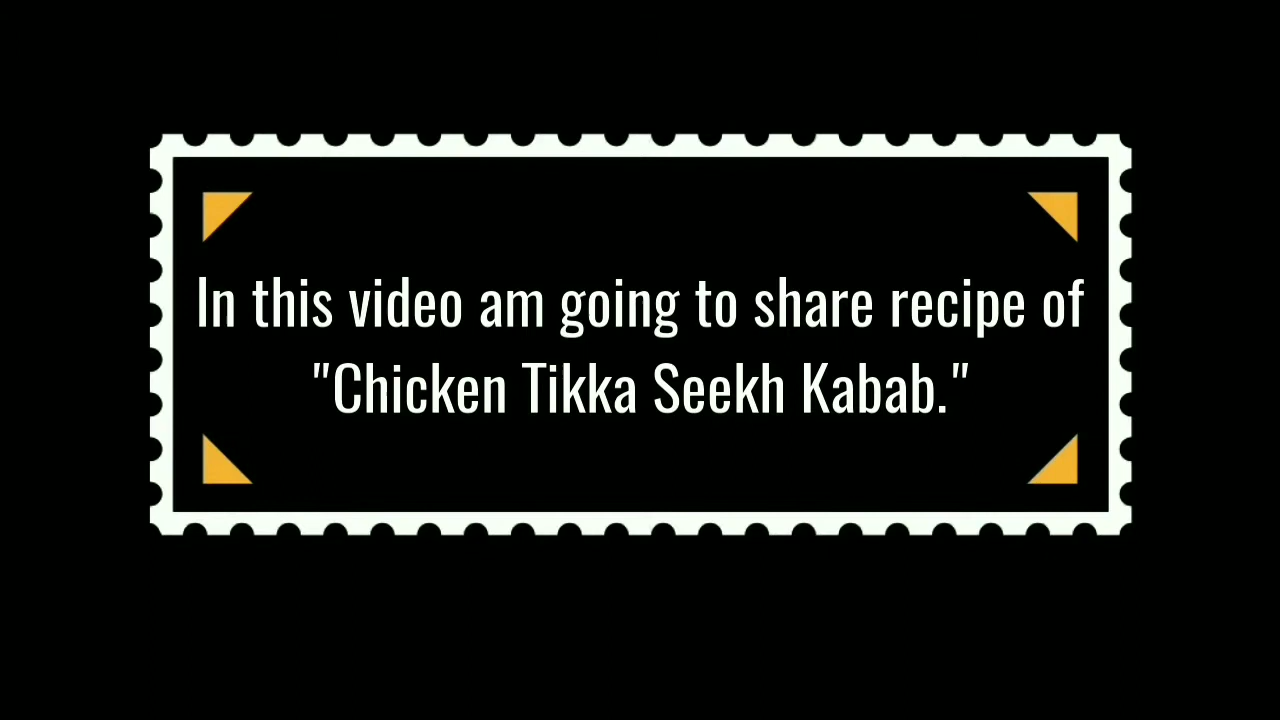 In this video am going to share recipe of
"Chicken Tikka Seekh Kabab."